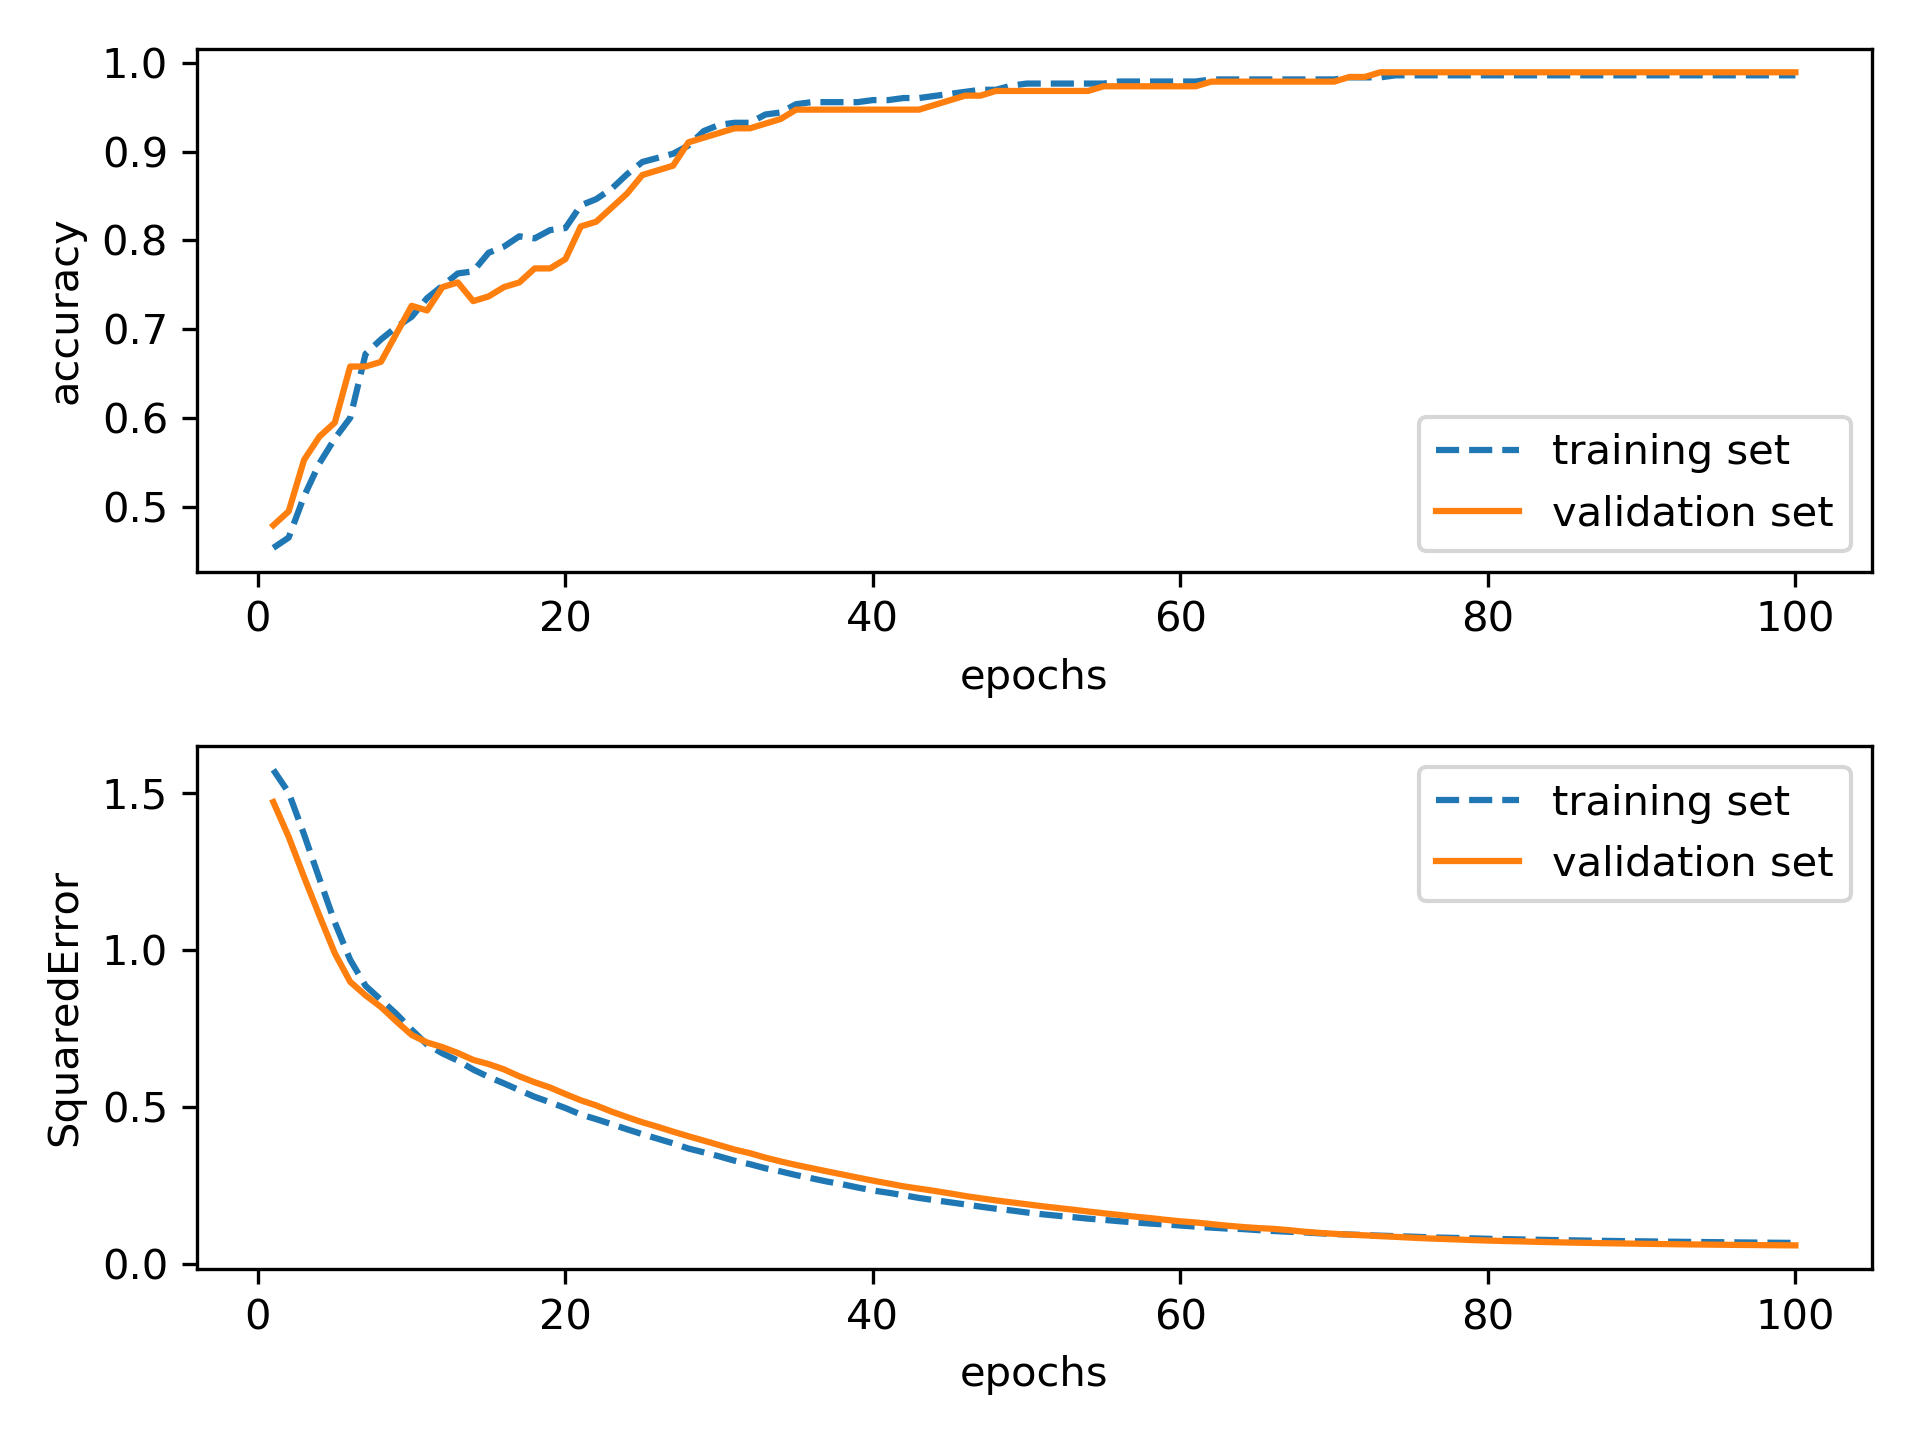 1.0
0.9
0.8
0.7
0.6
0.5
accuracy
training set
validation set
0 20 40 60 80 100
epochs
1.5
1.0
0.5
0.0
SquaredError
training set
validation set
0 20 40 60 80 100
epochs